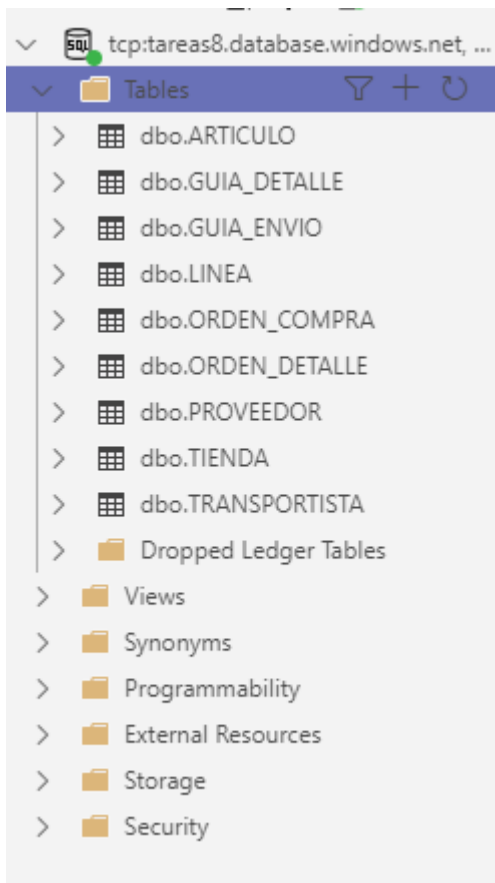 tcp:tareas8.database.windows.net, ...
Tables
dbo.ARTICULO
dbo.GUIA_DETALLE
dbo.GUIA_ENVIO
dbo.LINEA
dbo.ORDEN_COMPRA
dbo.ORDEN_DETALLE
dbo.PROVEEDOR
dbo.TIENDA
dbo.TRANSPORTISTA
Dropped Ledger Tables
Views
Synonyms
Programmability
External Resources
Storage
Security